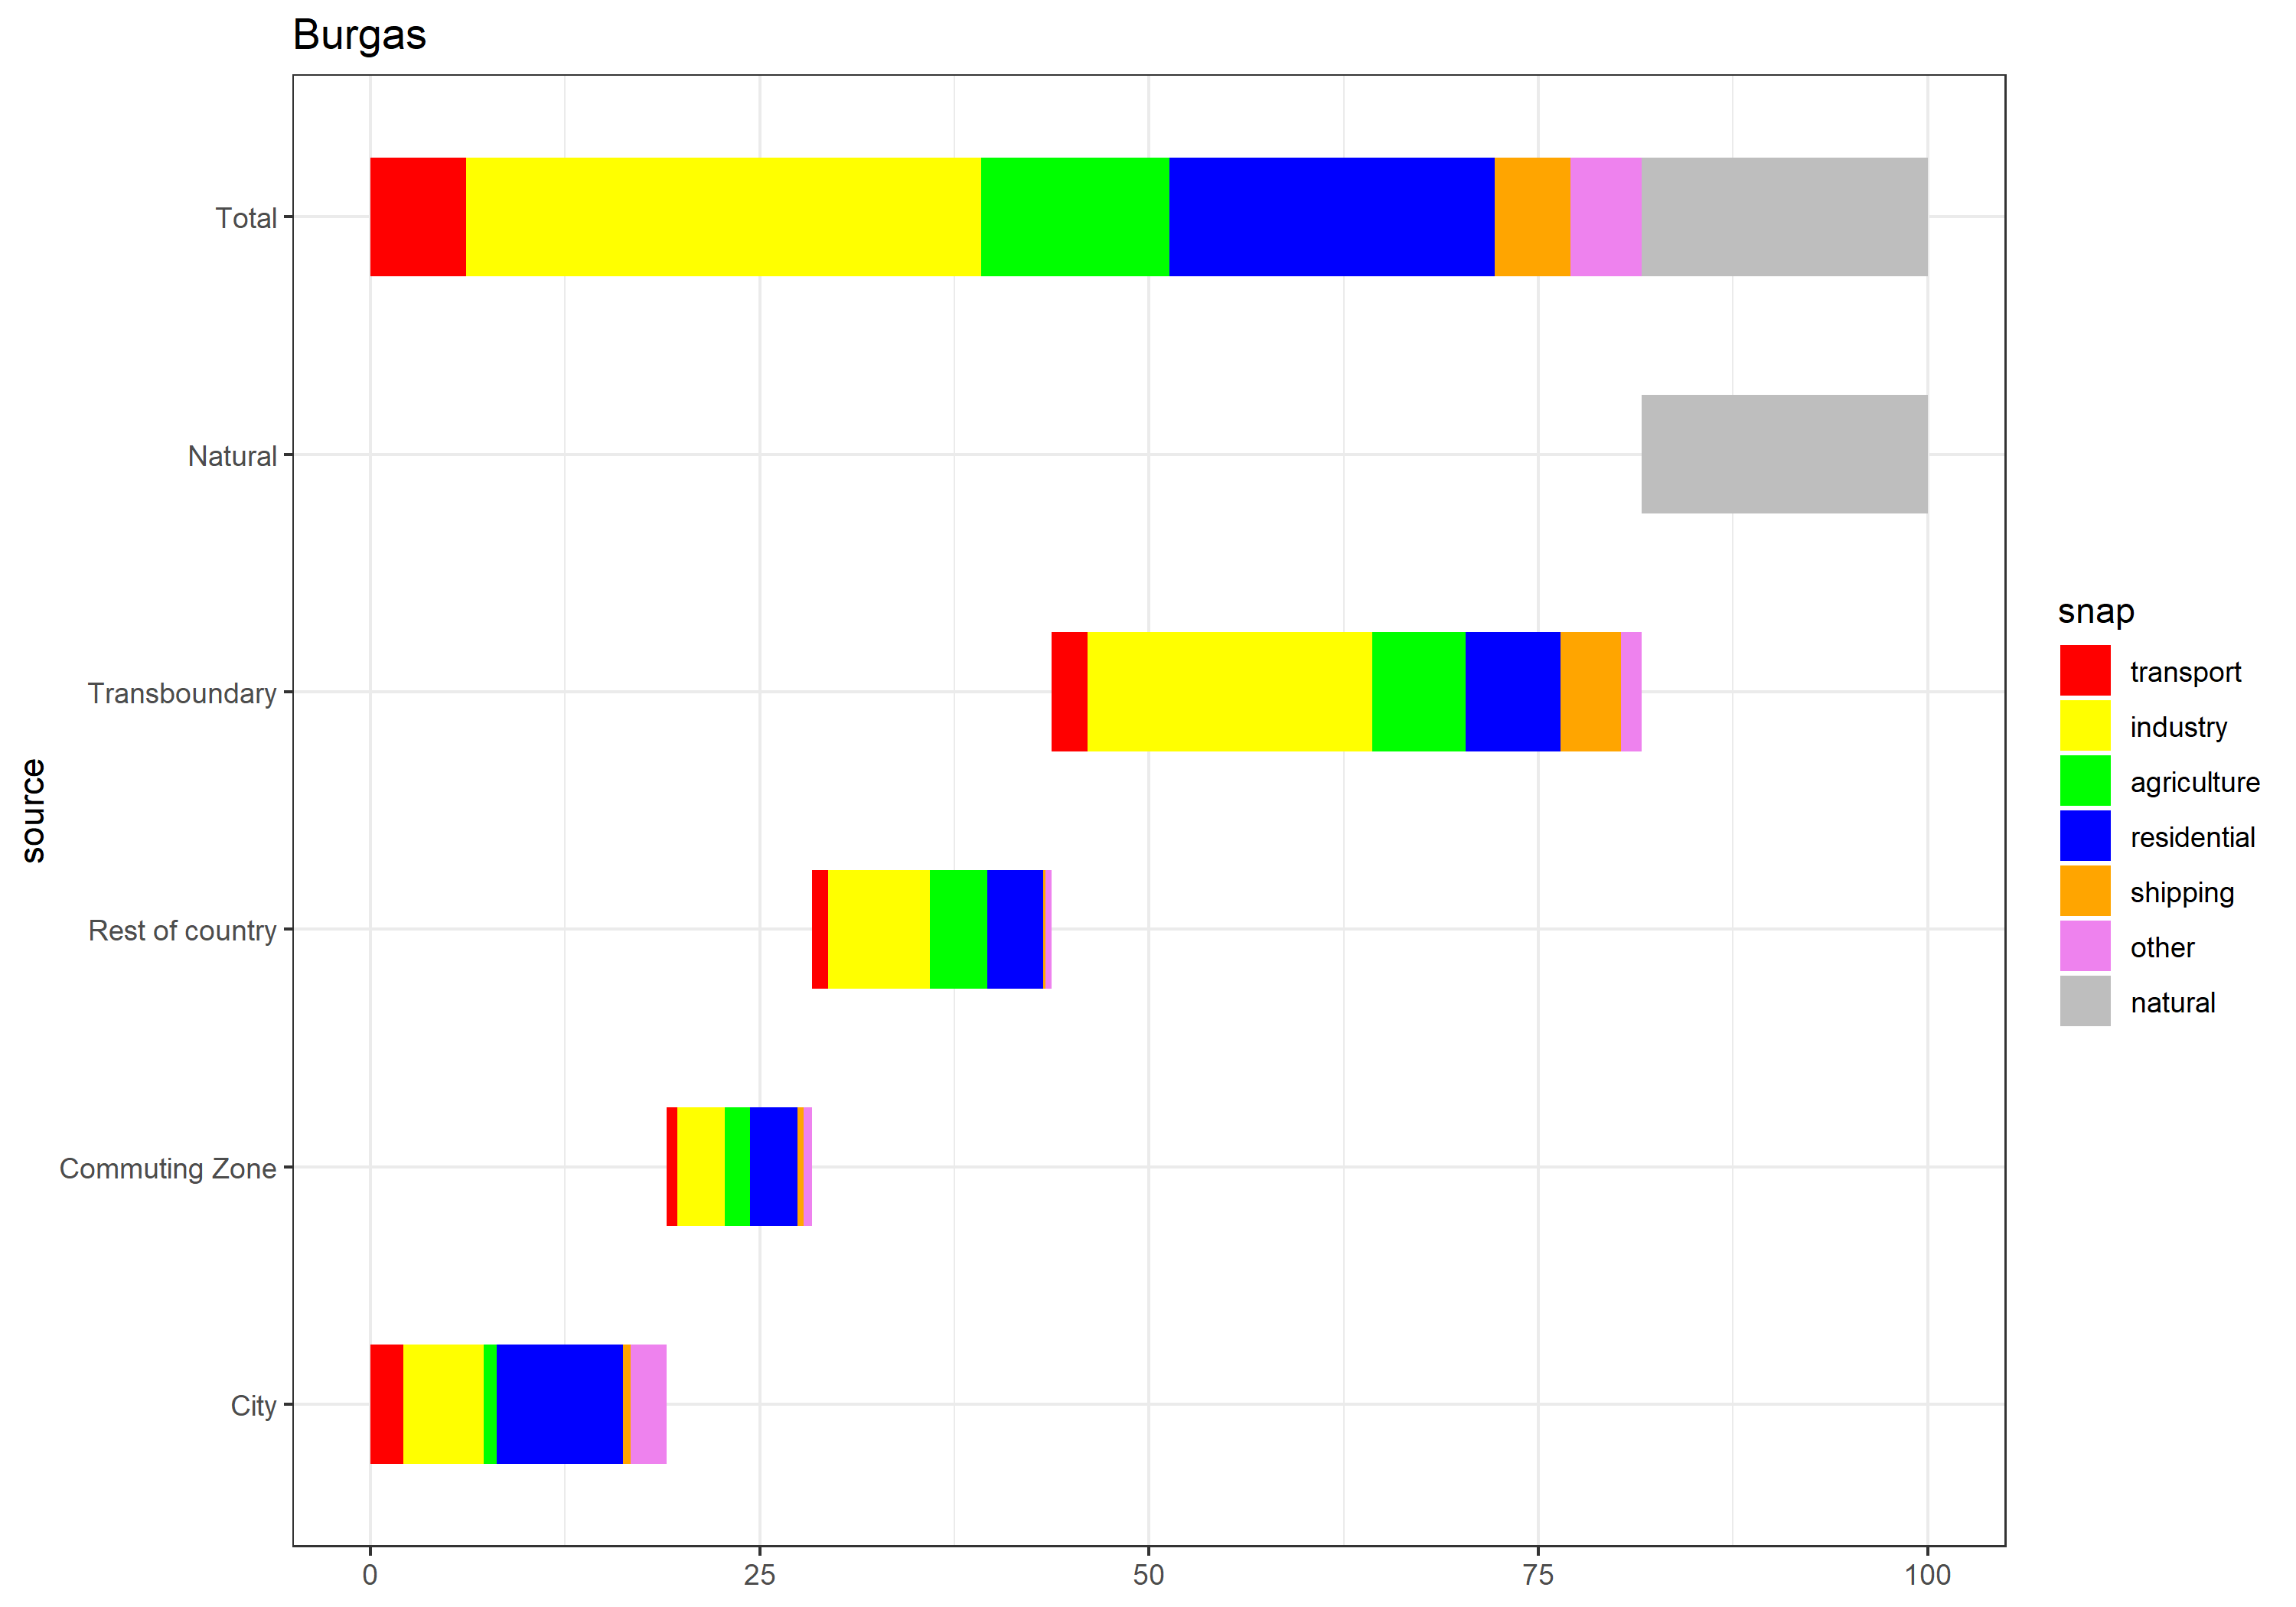 Burgas
Total
Natural
Transboundary
Rest of country
Commuting Zone
City
source
0 25 50 75 100
snap
transport
industry
agriculture
residential
shipping
other
natural